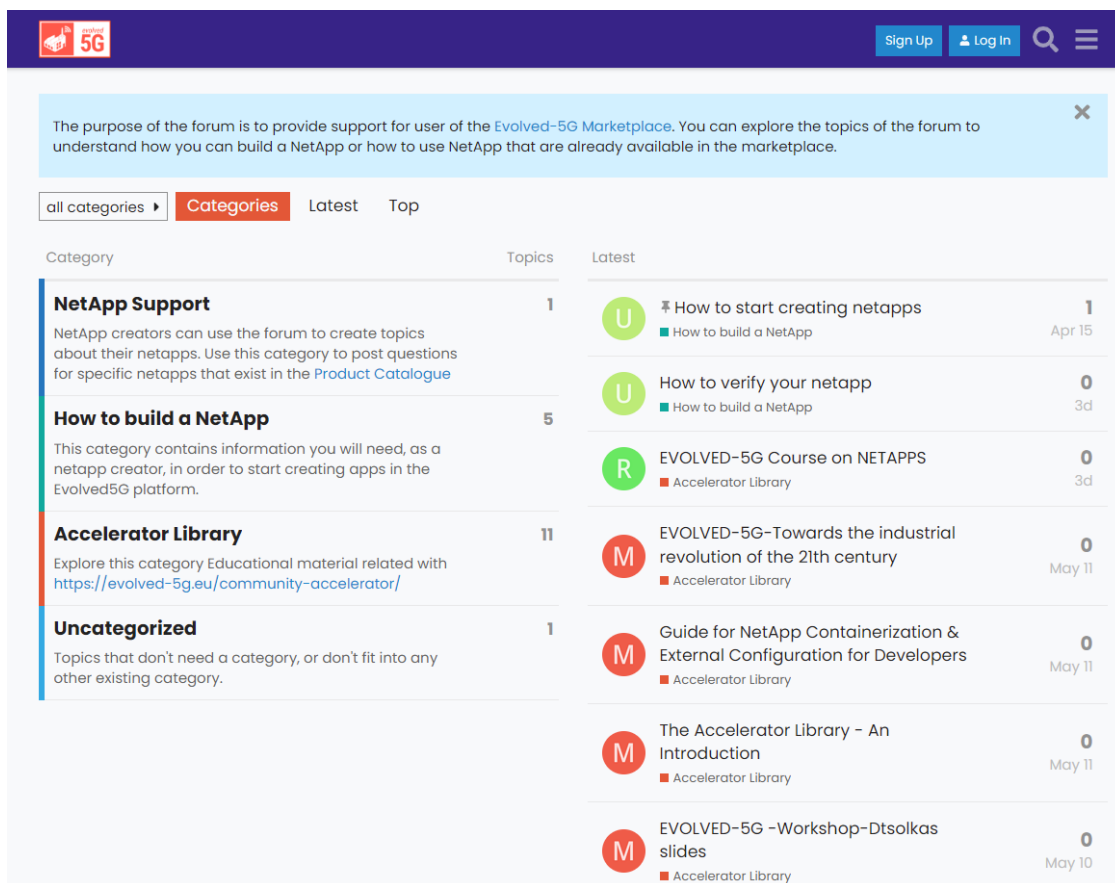 evolved
5G
Sign Up
Log In
The purpose of the forum is to provide support for user of the Evolved-5G Marketplace. You can explore the topics of the forum to
understand how you can build a NetApp or how to use NetApp that are already available in the marketplace.
all categories
Categories
Latest
Top
Category
Topics
NetApp Support
1
NetApp creators can use the forum to create topics
about their netapps. Use this category to post questions
for specific netapps that exist in the Product Catalogue
How to build a NetApp
5
This category contains information you will need, as a
netapp creator, in order to start creating apps in the
Evolved5G platform.
Accelerator Library
11
Explore this category Educational material related with
https://evolved-5g.eu/community-accelerator/
Uncategorized
1
Topics that don't need a category, or don't fit into any
other existing category.
Latest
U
How to start creating netapps
1
How to build a NetApp
Apr 15
U
How to verify your netapp
0
How to build a NetApp
3d
R
EVOLVED-5G Course on NETAPPS
0
Accelerator Library
3d
M
EVOLVED-5G-Towards the industrial
revolution of the 21th century
0
Accelerator Library
May 11
M
Guide for NetApp Containerization &
External Configuration for Developers
0
Accelerator Library
May 11
M
The Accelerator Library - An
Introduction
0
Accelerator Library
May 11
M
EVOLVED-5G -Workshop-Dtsolkas
slides
0
Accelerator Library
May 10